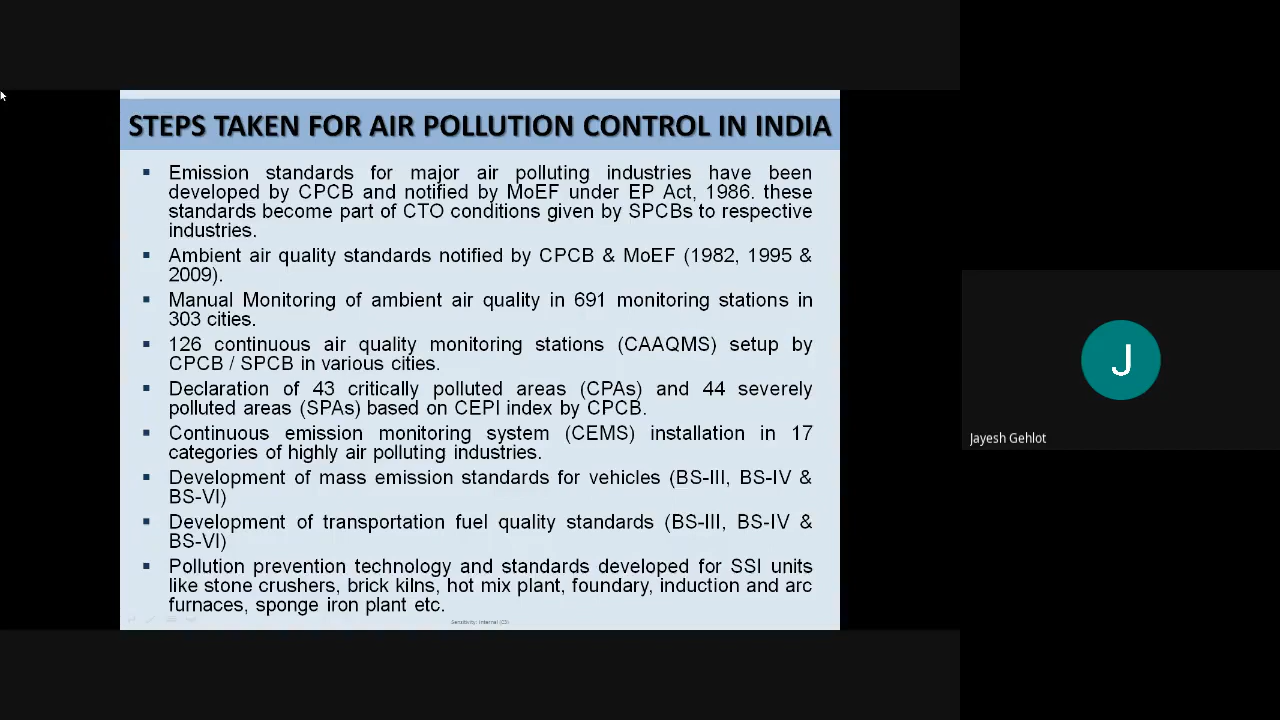 STEPS TAKEN FOR AIR POLLUTION CONTROL IN INDIA
▪ Emission standards for major air polluting industries have been
developed by CPCB and notified by MoEF under EP Act, 1986. these
standards become part of CTO conditions given by SPCBs to respective
industries.
▪ Ambient air quality standards notified by CPCB & MoEF (1982, 1995 &
2009).
▪ Manual Monitoring of ambient air quality in 691 monitoring stations in
303 cities.
▪ 126 continuous air quality monitoring stations (CAAQMS) setup by
CPCB / SPCB in various cities.
▪ Declaration of 43 critically polluted areas (CPAs) and 44 severely
polluted areas (SPAs) based on CEPI index by CPCB.
▪ Continuous emission monitoring system (CEMS) installation in 17
categories of highly air polluting industries.
▪ Development of mass emission standards for vehicles (BS-III, BS-IV &
BS-VI)
▪ Development of transportation fuel quality standards (BS-III, BS-IV &
BS-VI)
▪ Pollution prevention technology and standards developed for SSI units
like stone crushers, brick kilns, hot mix plant, foundary, induction and arc
furnaces, sponge iron plant etc.
Sensitivity: Internal (C3)
J
Jayesh Gehlot